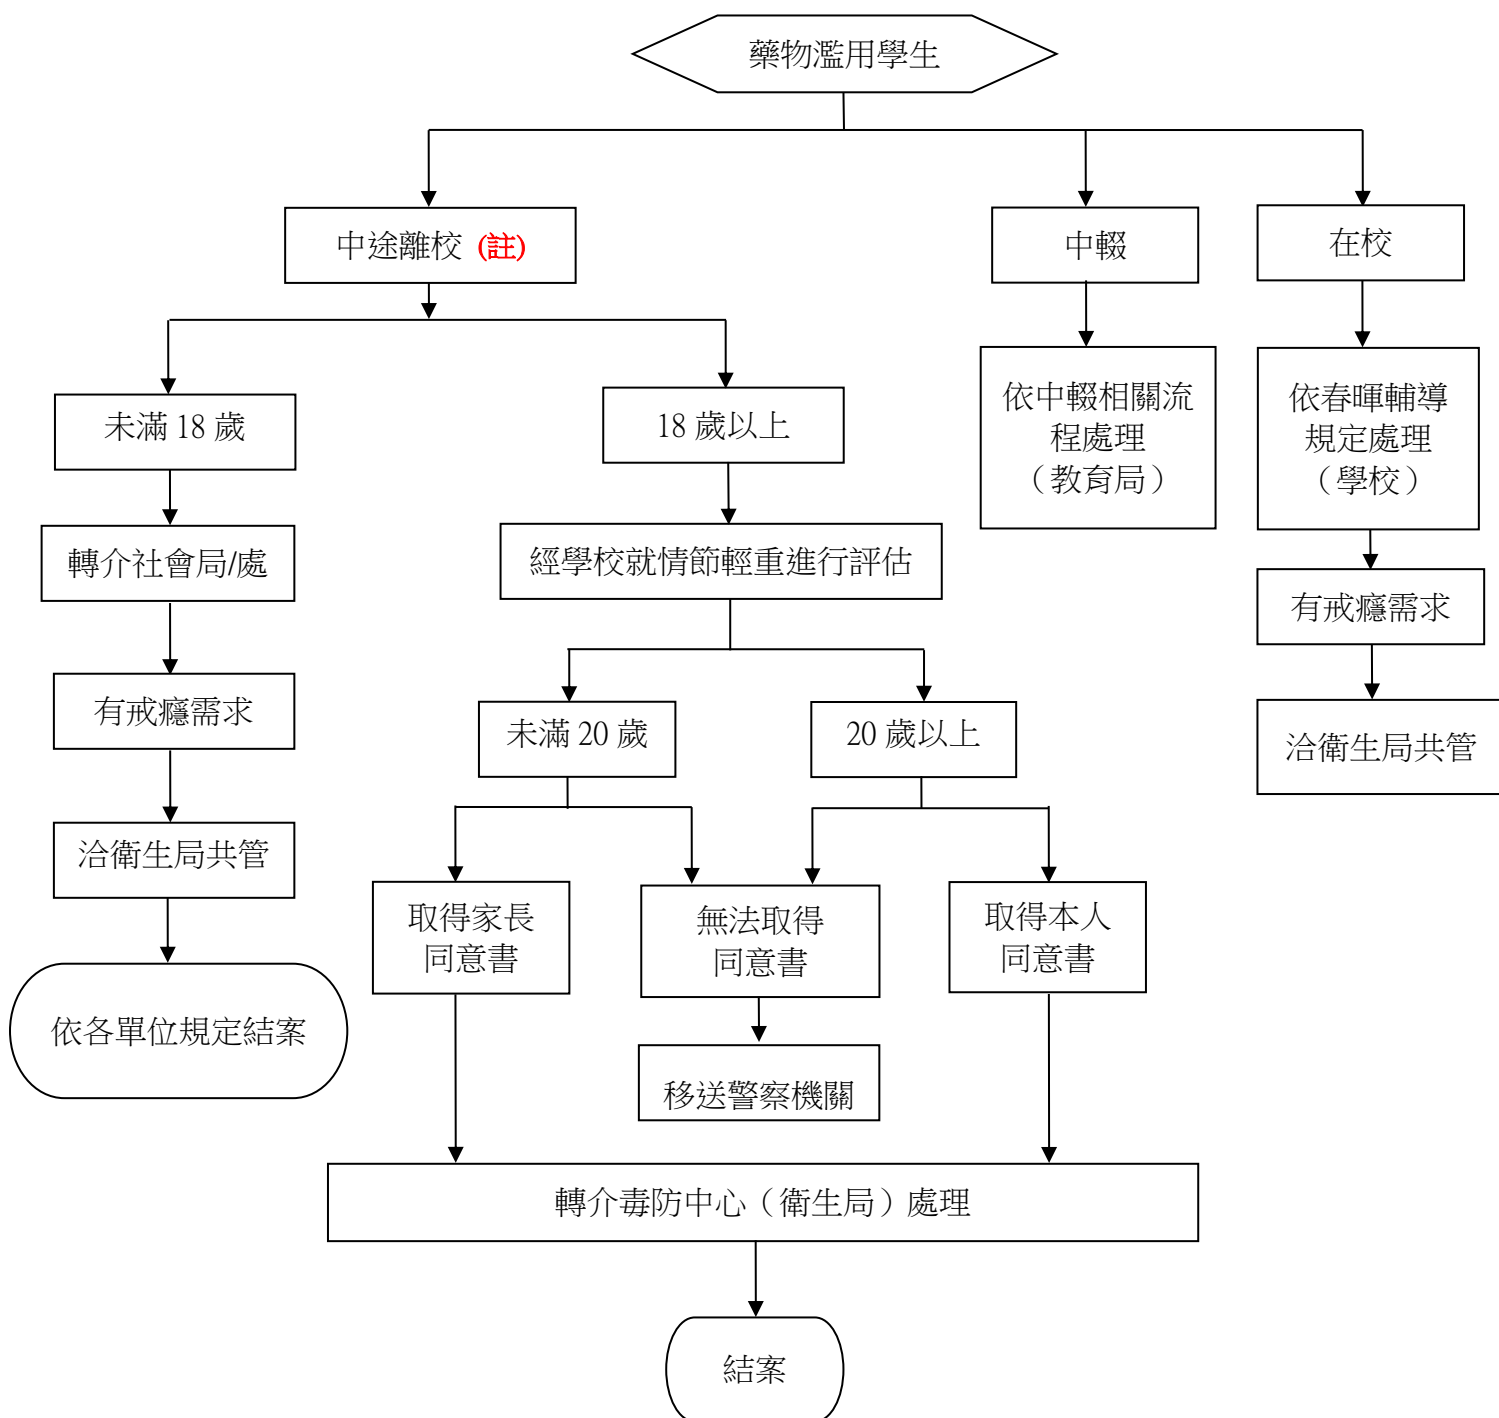 藥物濫用學生
中途離校 (註)
中輟
在校
未滿 18 歲
18 歲以上
依中輟相關流
程處理
（教育局）
依春暉輔導
規定處理
（學校）
轉介社會局/處
經學校就情節輕重進行評估
有戒癮需求
有戒癮需求
未滿 20 歲
20 歲以上
洽衛生局共管
洽衛生局共管
取得家長
同意書
無法取得
同意書
取得本人
同意書
依各單位規定結案
移送警察機關
轉介毒防中心（衛生局）處理
結案